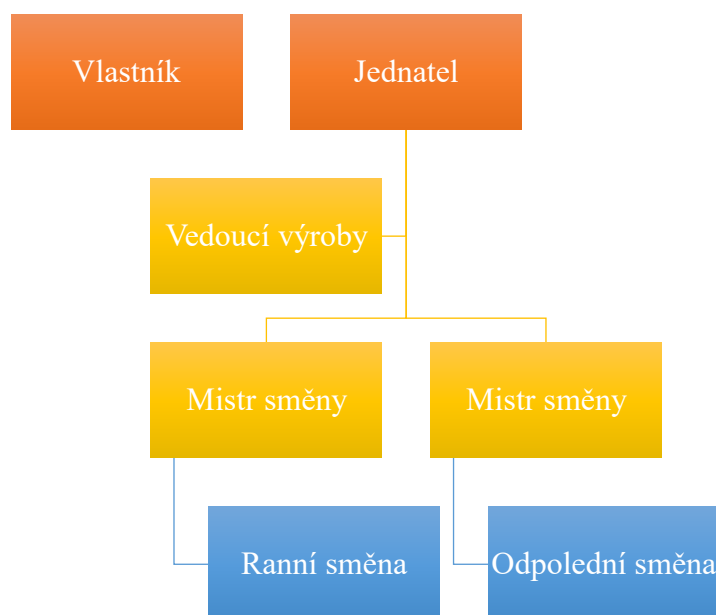 Vlastník
Jednatel
Vedoucí výroby
Mistr směny
Mistr směny
Ranní směna
Odpolední směna